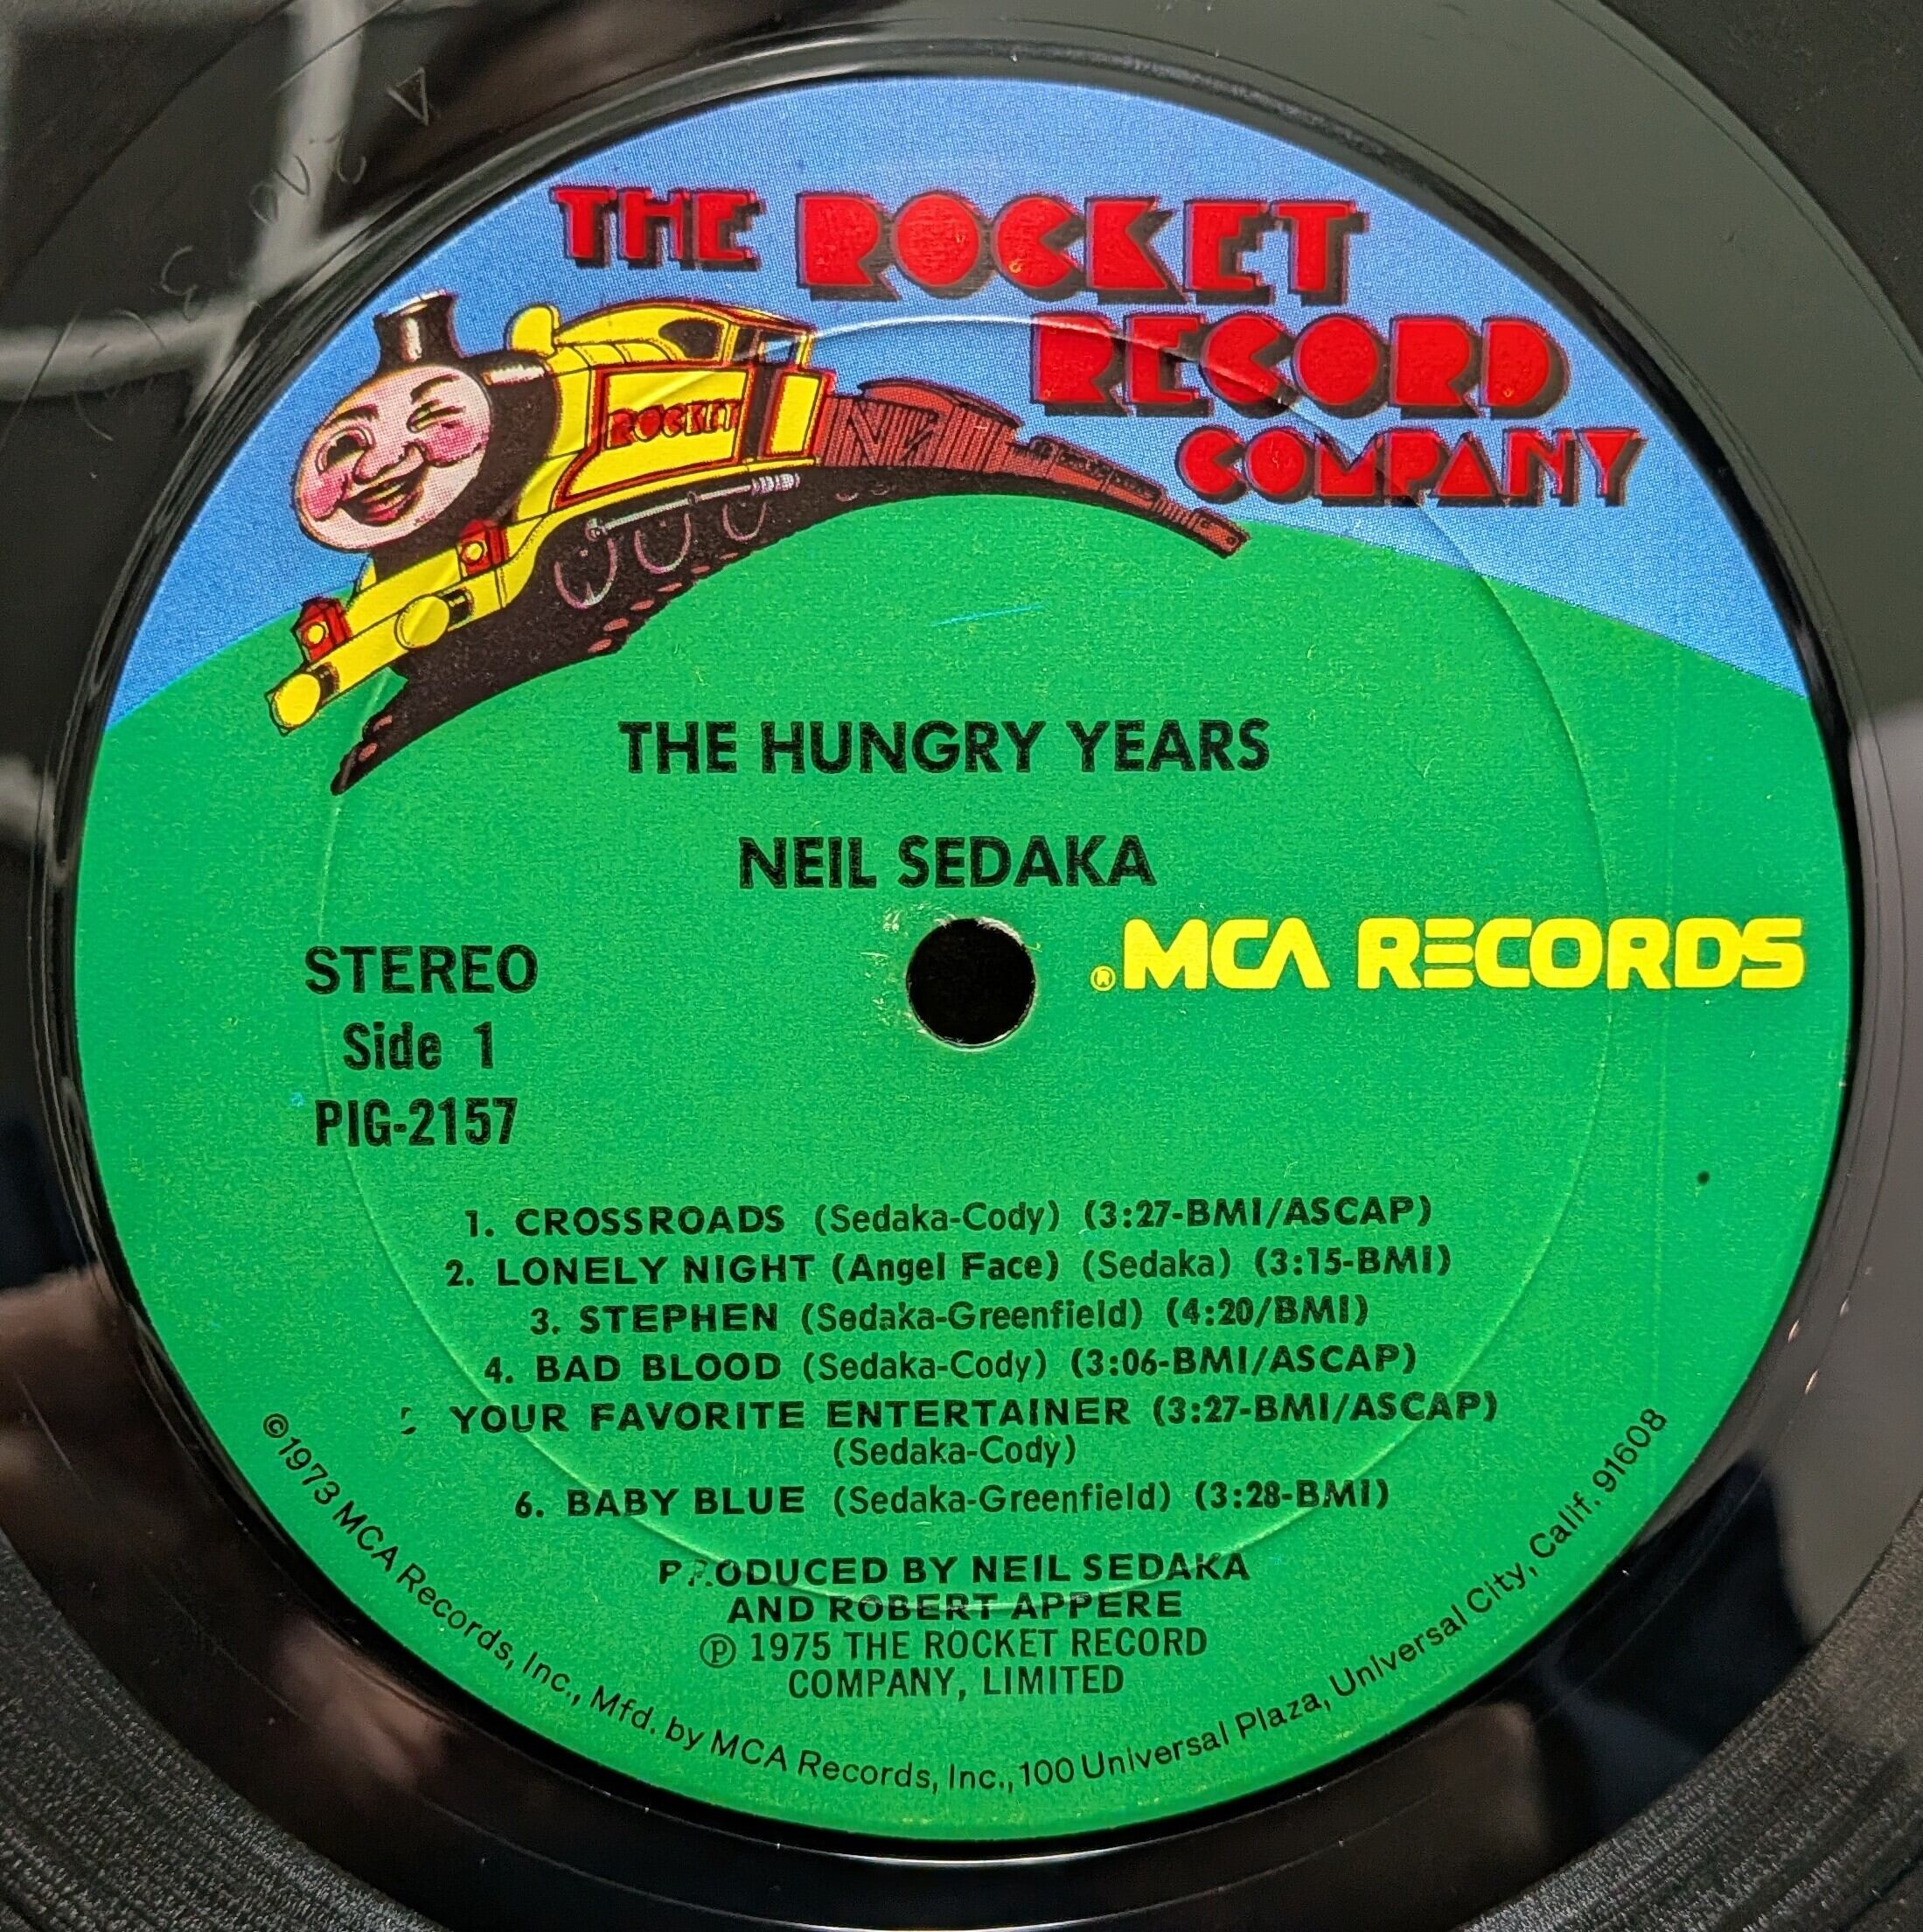 THE ROCKET
RECORD
COMPANY
ROCKET
THE HUNGRY YEARS
NEIL SEDAKA
® MCA RECORDS
STEREO
Side 1
PIG-2157
1. CROSSROADS (Sedaka-Cody) (3:27-BMI/ASCAP)
2. LONELY NIGHT (Angel Face) (Sedaka) (3:15-BMI)
3. STEPHEN (Sedaka-Greenfield) (4:20/BMI)
4. BAD BLOOD (Sedaka-Cody) (3:06-BMI/ASCAP)
YOUR FAVORITE ENTERTAINER (3:27-BMI/ASCAP)
(Sedaka-Cody)
6. BABY BLUE (Sedaka-Greenfield) (3:28-BMI)
PRODUCED BY NEIL SEDAKA
AND ROBERT APPERE
℗ 1975 THE ROCKET RECORD
COMPANY, LIMITED
©1973 MCA Records, Inc., Mfd. by MCA Records, Inc., 100 Universal Plaza, Universal City, Calif. 91608